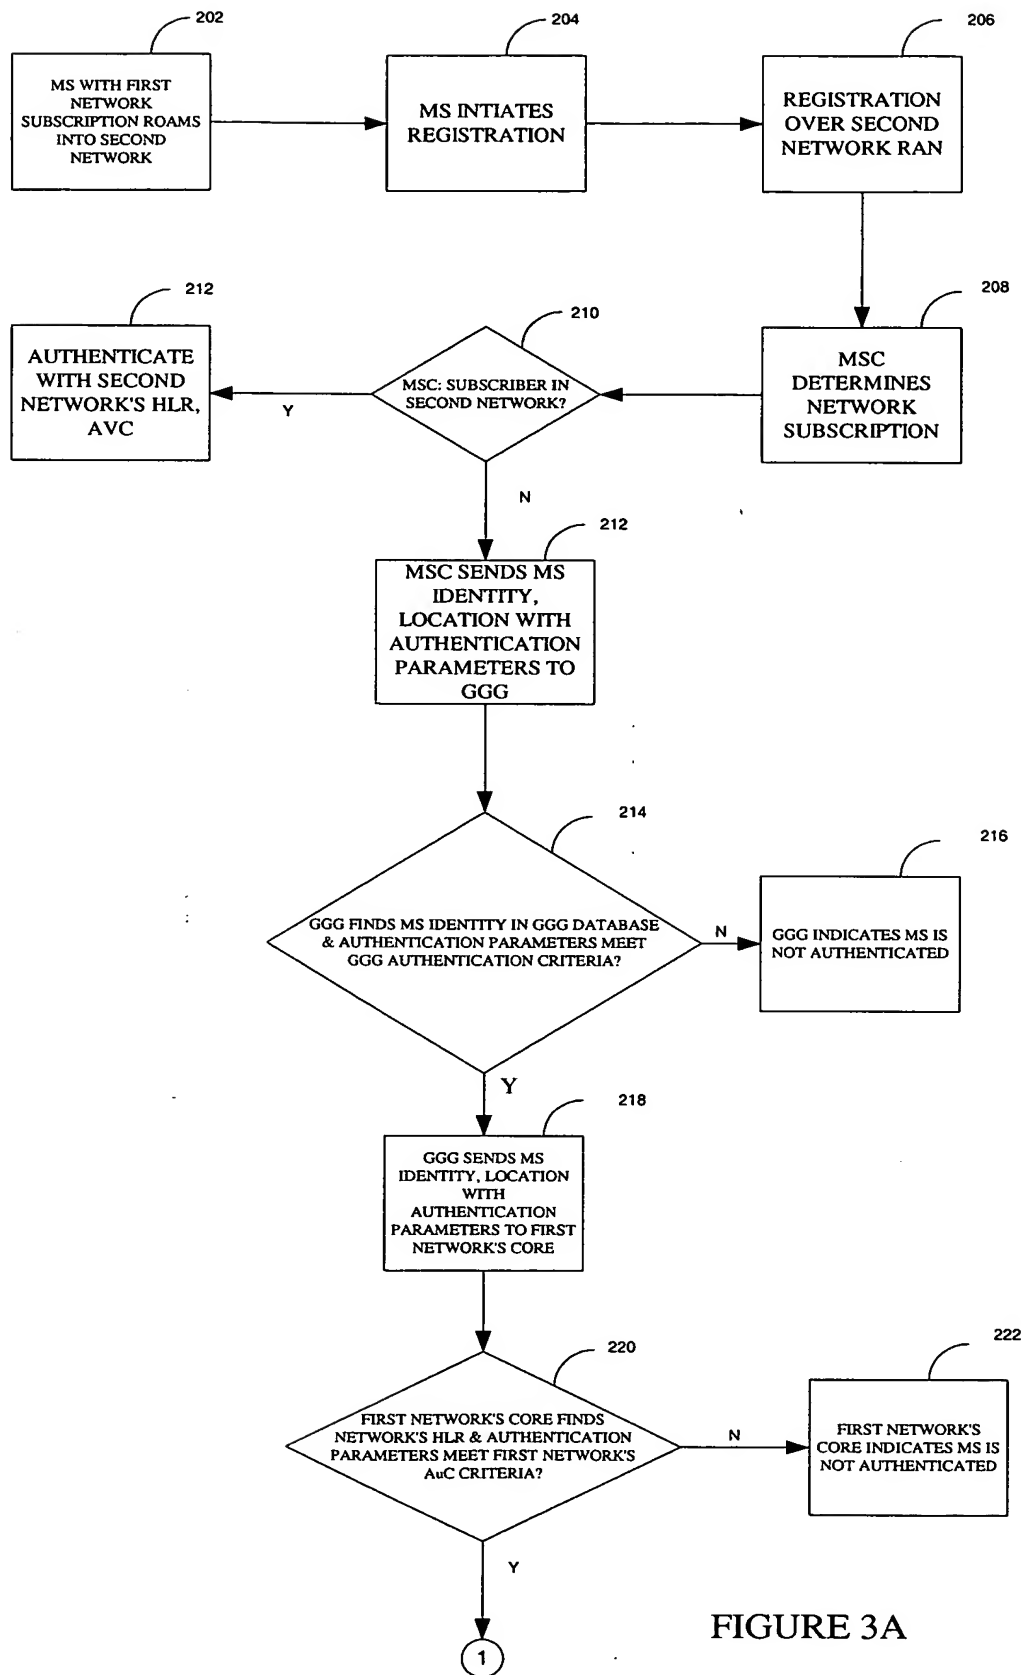 202
MS WITH FIRST
NETWORK
SUBSCRIPTION ROAMS
INTO SECOND
NETWORK
204
MS INTIATES
REGISTRATION
206
REGISTRATION
OVER SECOND
NETWORK RAN
212
AUTHENTICATE
WITH SECOND
NETWORK'S HLR,
AVC
210
MSC: SUBSCRIBER IN
SECOND NETWORK?
Y
N
208
MSC
DETERMINES
NETWORK
SUBSCRIPTION
212
MSC SENDS MS
IDENTITY,
LOCATION WITH
AUTHENTICATION
PARAMETERS TO
GGG
214
GGG FINDS MS IDENTITY IN GGG DATABASE
& AUTHENTICATION PARAMETERS MEET
GGG AUTHENTICATION CRITERIA?
N
216
GGG INDICATES MS IS
NOT AUTHENTICATED
Y
218
GGG SENDS MS
IDENTITY, LOCATION
WITH
AUTHENTICATION
PARAMETERS TO FIRST
NETWORK'S CORE
220
FIRST NETWORK'S CORE FINDS
NETWORK'S HLR & AUTHENTICATION
PARAMETERS MEET FIRST NETWORK'S
AuC CRITERIA?
N
222
FIRST NETWORK'S
CORE INDICATES MS IS
NOT AUTHENTICATED
Y
1
FIGURE 3A